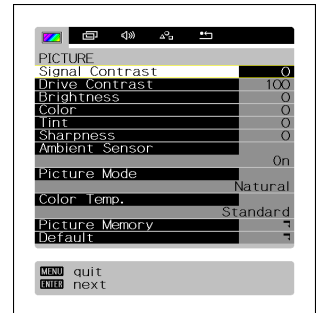 PICTURE
Signal Contrast 0
Drive Contrast 100
Brightness 0
Color 0
Tint 0
Sharpness 0
Ambient Sensor
On
Picture Mode
Natural
Color Temp.
Standard
Picture Memory
Default
MENU quit
ENTER next